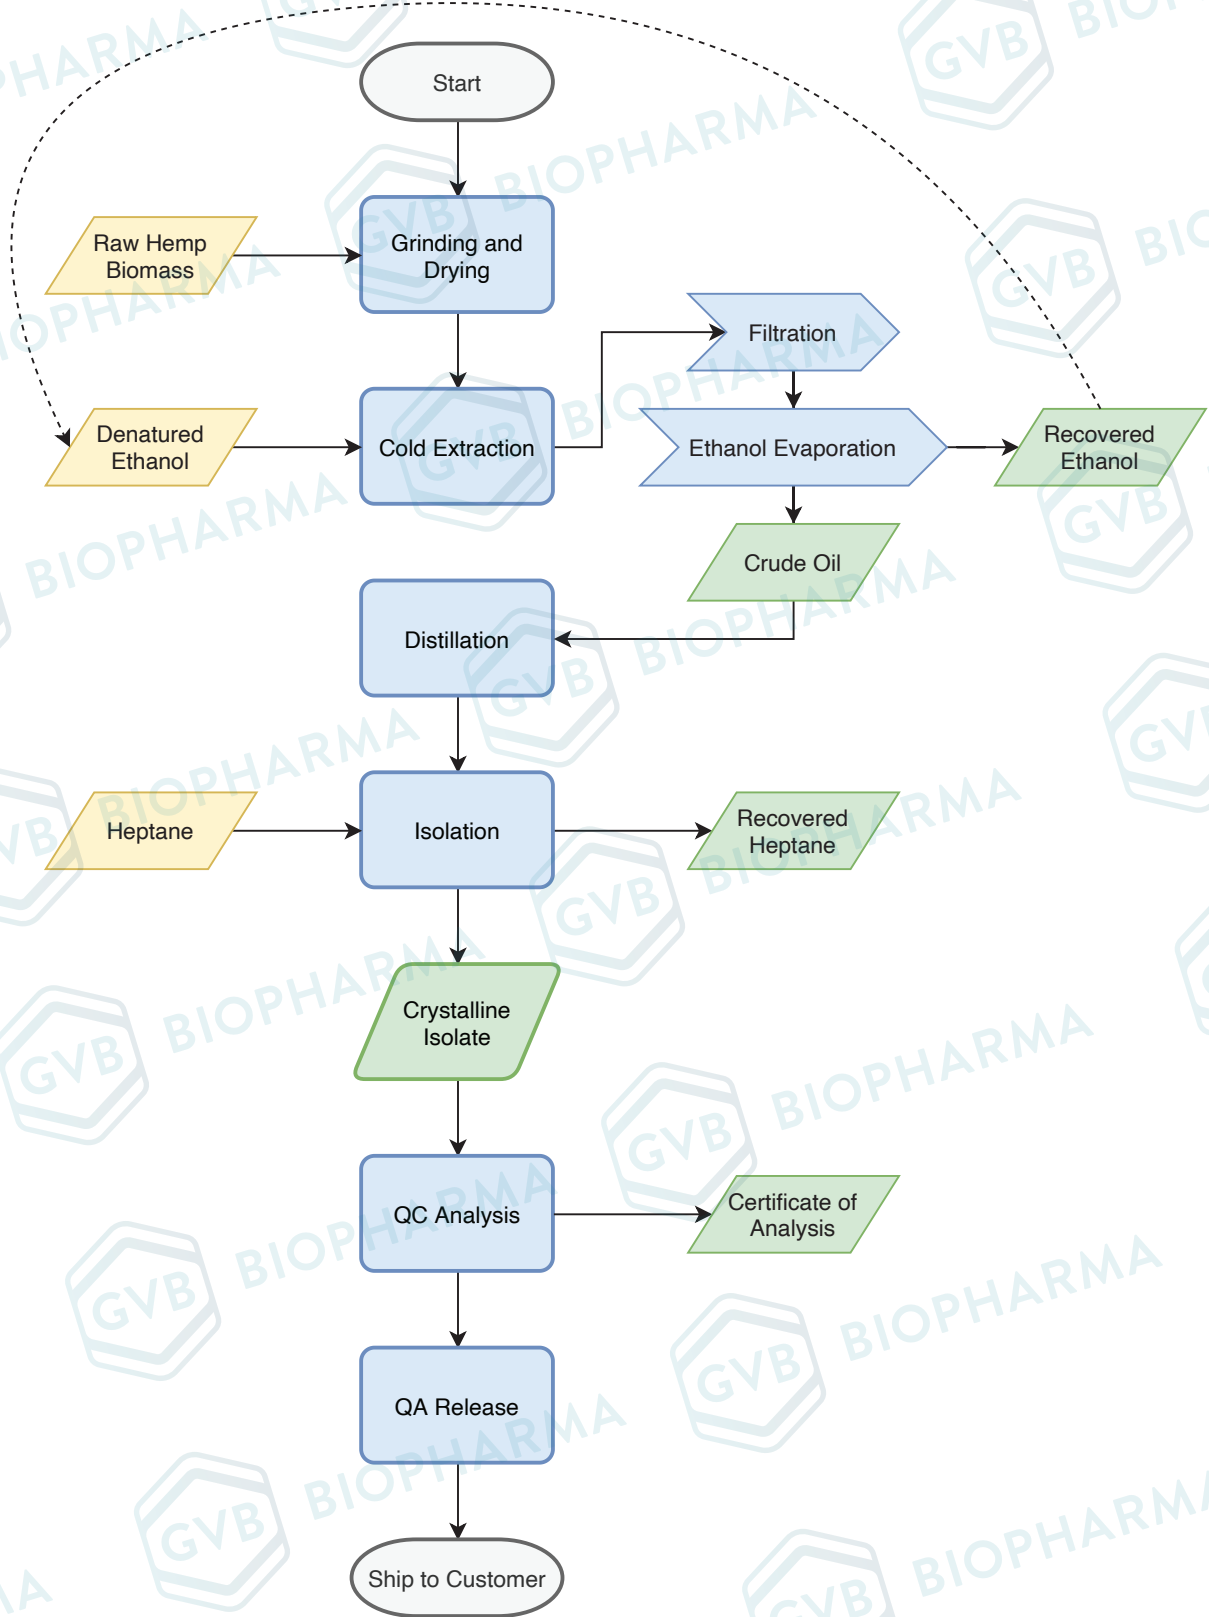 Start
Raw Hemp
Biomass
Grinding and
Drying
Filtration
Denatured
Ethanol
Cold Extraction
Ethanol Evaporation
Recovered
Ethanol
Crude Oil
Distillation
Heptane
Isolation
Recovered
Heptane
Crystalline
Isolate
QC Analysis
Certificate of
Analysis
QA Release
Ship to Customer
GVB BIOPHARMA